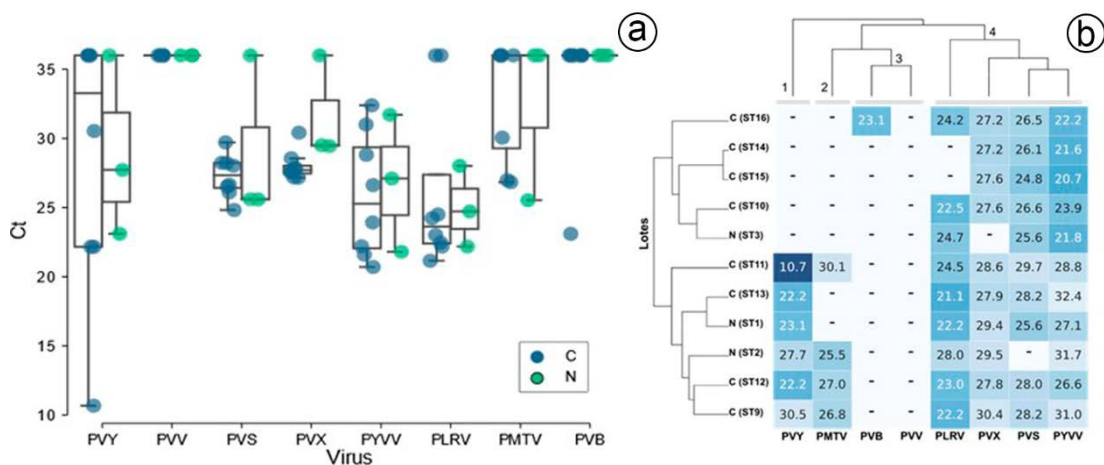 a
35
30
25
20
15
10
Ct
C
N
PVY PVV PVS PVX PYVV PLRV PMTV PVB
Virus
b
1 2 3 4
C (ST16) - - 23.1 - 24.2 27.2 26.5 22.2
C (ST14) - - - - - 27.2 26.1 21.6
C (ST15) - - - - - 27.6 24.8 20.7
C (ST10) - - - - 22.5 27.6 26.6 23.9
N (ST3) - - - - 24.7 - 25.6 21.8
C (ST11) 10.7 30.1 - - 24.5 28.6 29.7 28.8
C (ST13) 22.2 - - - 21.1 27.9 28.2 32.4
N (ST1) 23.1 - - - 22.2 29.4 25.6 27.1
N (ST2) 27.7 25.5 - - 28.0 29.5 - 31.7
C (ST12) 22.2 27.0 - - 23.0 27.8 28.0 26.6
C (ST9) 30.5 26.8 - - 22.2 30.4 28.2 31.0
Lotes
PVY PMTV PVB PVV PLRV PVX PVS PYVV